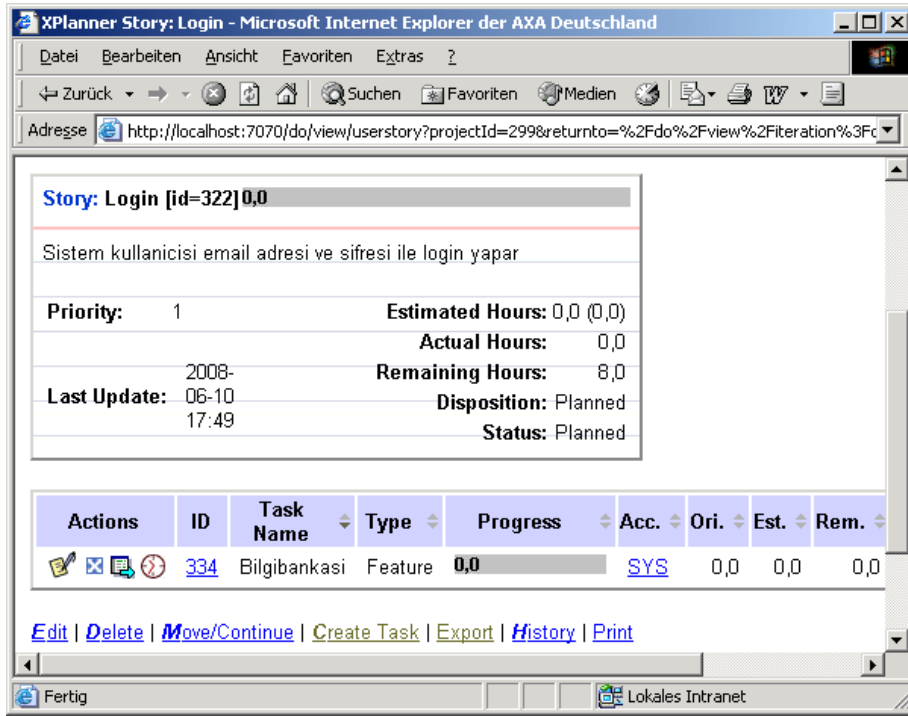 XPlanner Story: Login - Microsoft Internet Explorer der AXA Deutschland
Datei Bearbeiten Ansicht Favoriten Extras ?
Zurück Suchen Favoriten Medien
Adresse http://localhost:7070/do/view/userstory?projectId=299&returnto=%2Fdo%2Fview%2Fiteration%3Fc
Story: Login [id=322] 0,0
Sistem kullanicisi email adresi ve sifresi ile login yapar
Priority: 1 Estimated Hours: 0,0 (0,0)
Actual Hours: 0,0
Last Update: 2008-06-10 17:49 Remaining Hours: 8,0
Disposition: Planned
Status: Planned
Actions ID Task Name Type Progress Acc. Ori. Est. Rem.
334 Bilgibankasi Feature 0,0 SYS 0,0 0,0 0,0
Edit | Delete | Move/Continue | Create Task | Export | History | Print
Fertig Lokales Intranet